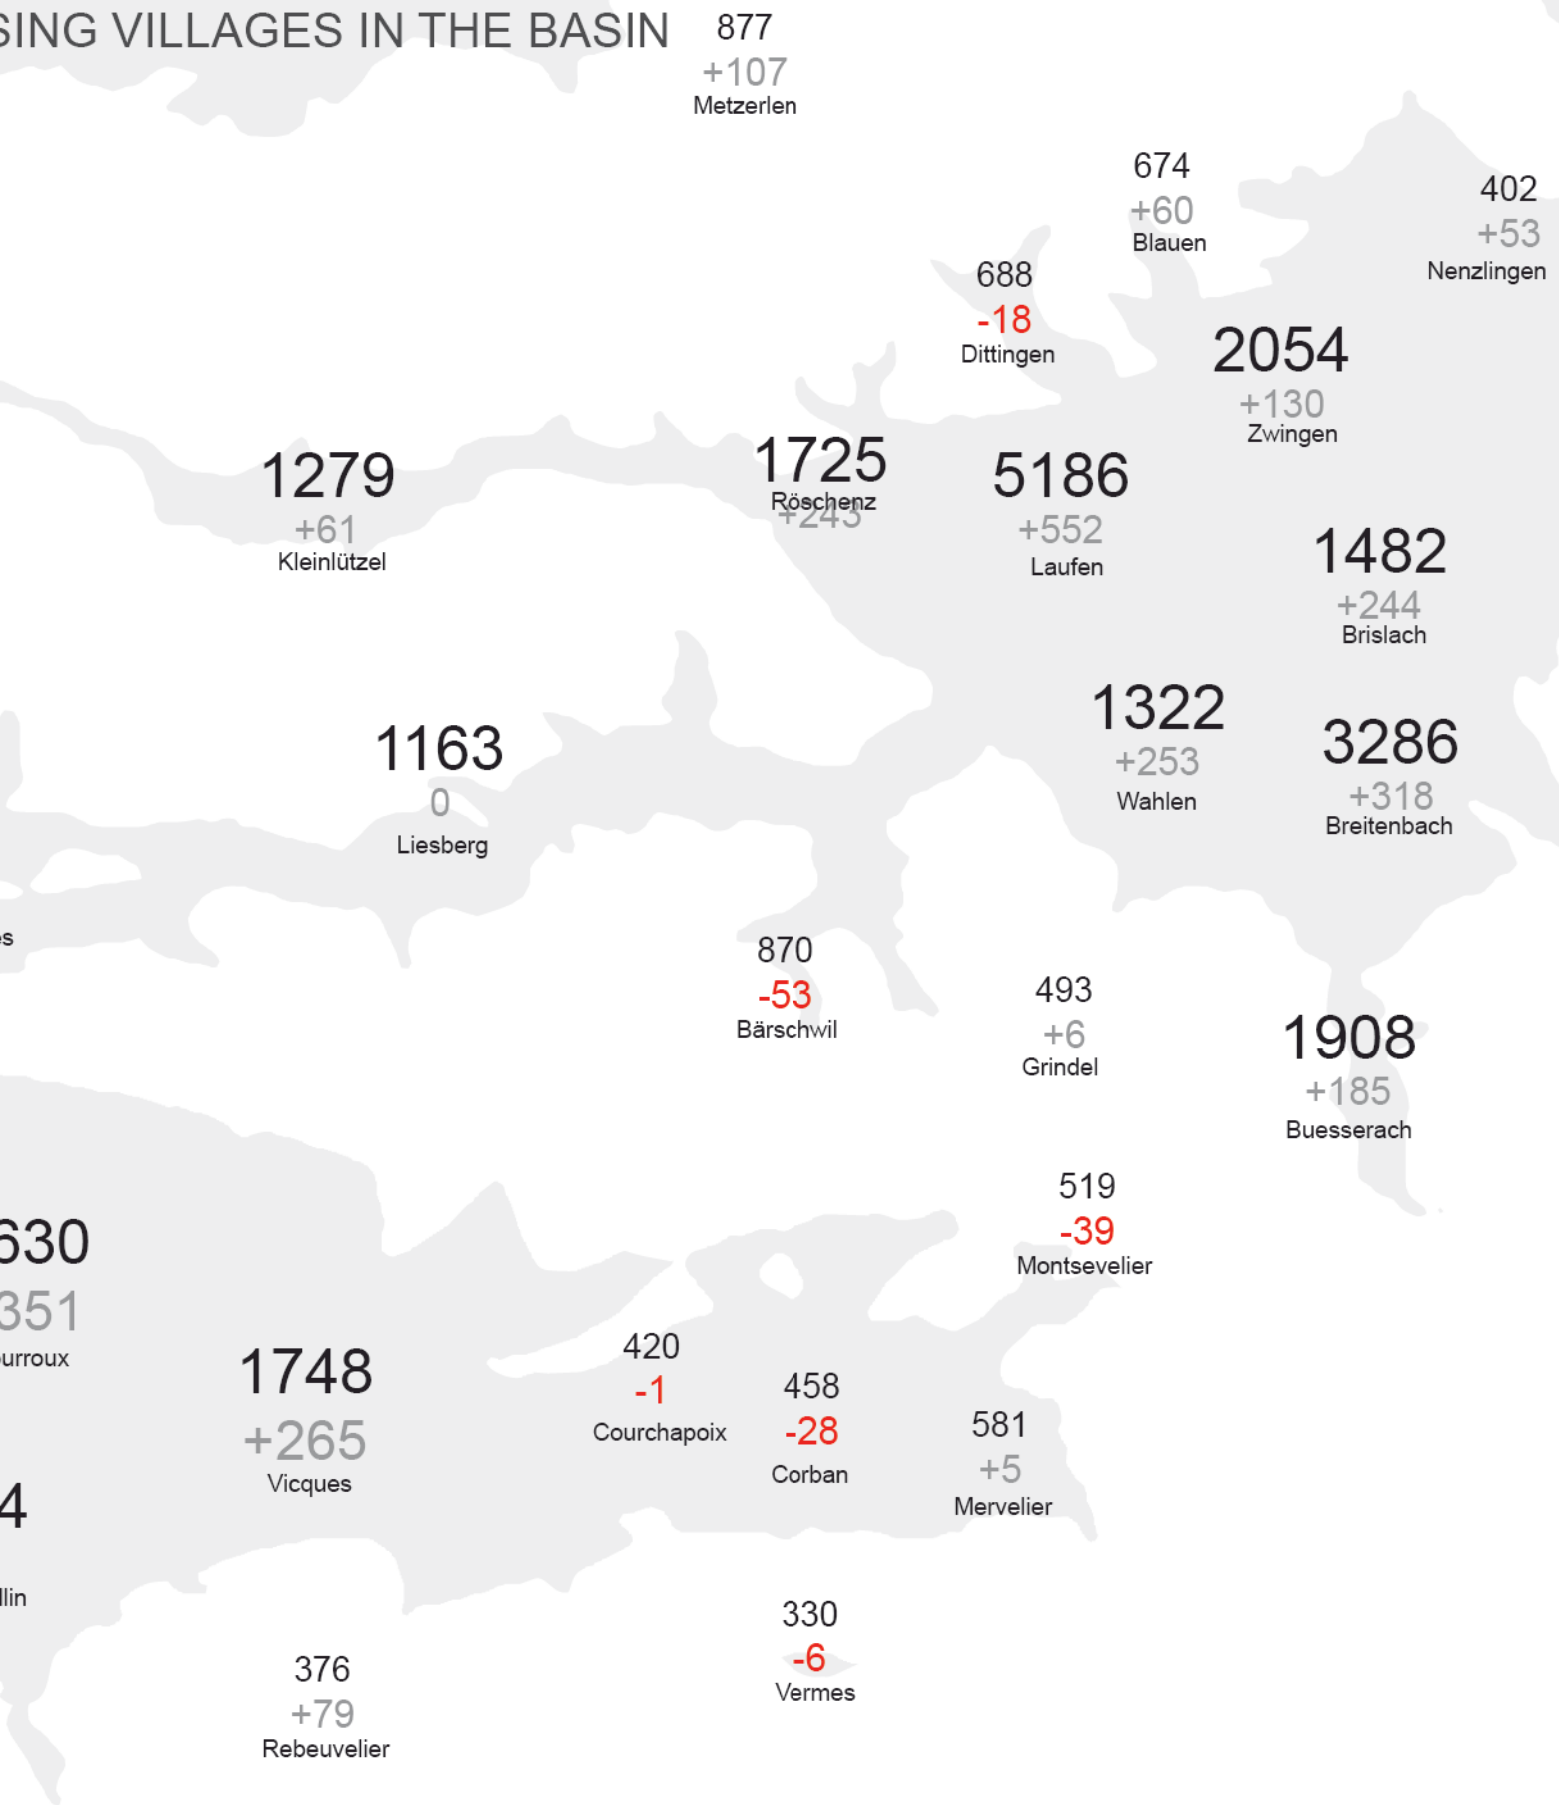 SING VILLAGES IN THE BASIN
877
+107
Metzerlen
674
+60
Blauen
402
+53
Nenzlingen
688
-18
Dittingen
2054
+130
Zwingen
1279
+61
Kleinlützel
1725
Röschenz
+243
5186
+552
Laufen
1482
+244
Brislach
1322
+253
Wahlen
3286
+318
Breitenbach
1163
0
Liesberg
es
870
-53
Bärschwil
493
+6
Grindel
1908
+185
Buesserach
519
-39
Montsevelier
630
351
ourroux
1748
+265
Vicques
420
-1
Courchapoix
458
-28
Corban
581
+5
Mervelier
4
llin
330
-6
Vermes
376
+79
Rebeuvelier